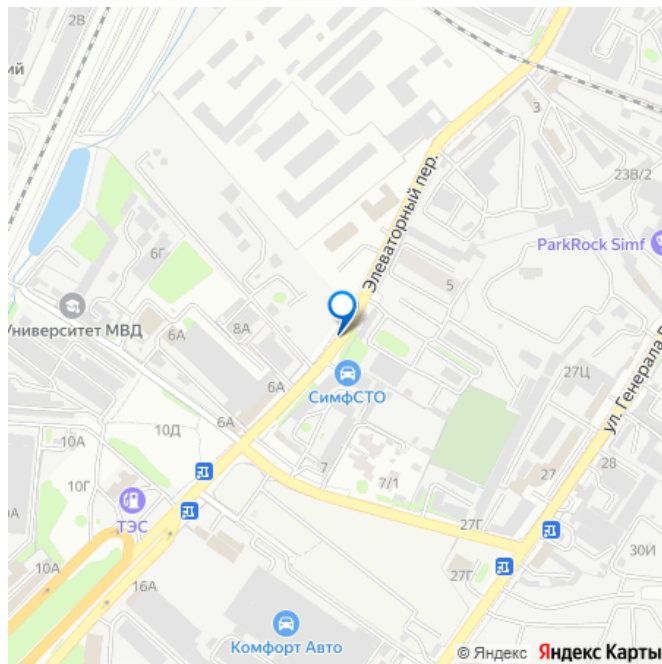 2В
ский
3
23В/2
Элеваторный пер.
ParkRock Simf
6Г
5
Университет МВД
8А
6А
ул. Генерала
27Ц
СимфСТО
6А
6А
10А
10Д
7
7/1
27
28
10Г
ТЭС
27Г
30И
10А
16А
27Г
Комфорт Авто
© Яндекс Яндекс Карты